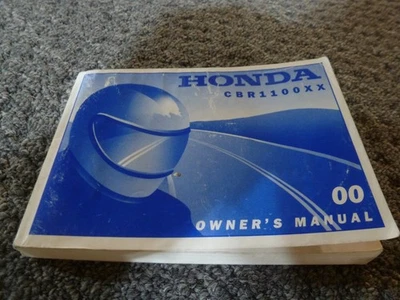 HONDA
CBR1100XX
00
OWNER'S MANUAL